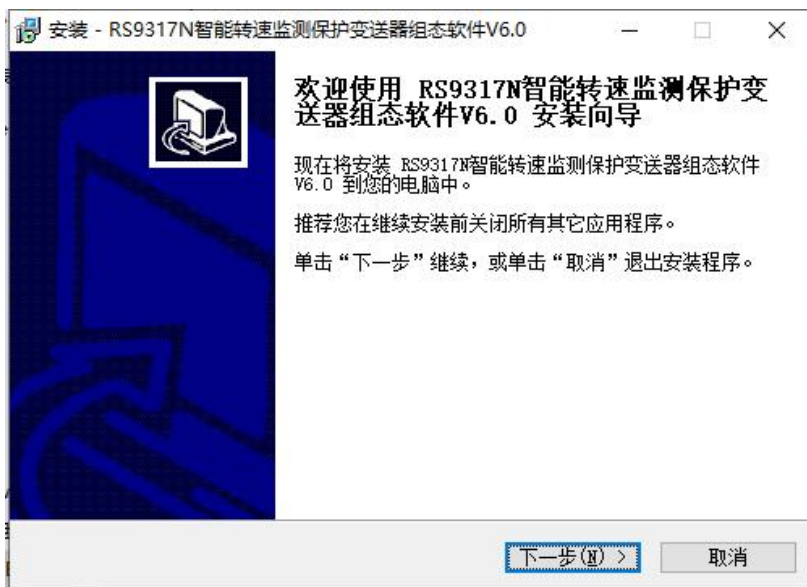 安装 - RS9317N智能转速监测保护变送器组态软件V6.0
欢迎使用 RS9317N智能转速监测保护变
送器组态软件V6.0 安装向导
现在将安装 RS9317N智能转速监测保护变送器组态软件
V6.0 到您的电脑中。
推荐您在继续安装前关闭所有其它应用程序。
单击“下一步”继续，或单击“取消”退出安装程序。
下一步(N) >
取消